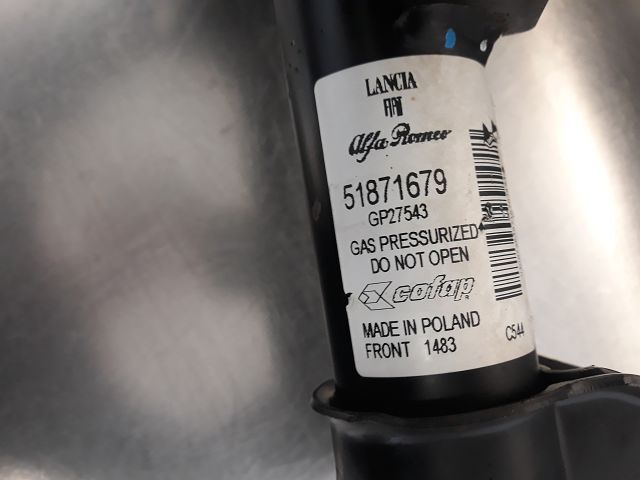 LANCIA
FIAT
Alfa Romeo
51871679
GP27543
GAS PRESSURIZED
DO NOT OPEN
cofap
MADE IN POLAND
FRONT 1483
C544